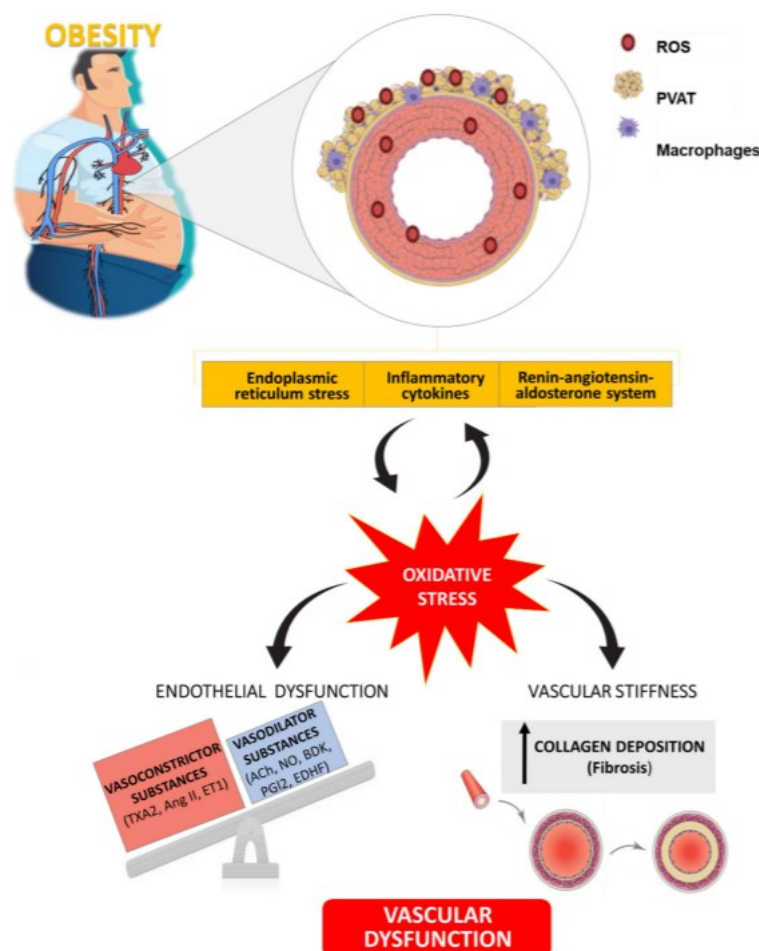 OBESITY
ROS
PVAT
Macrophages
Endoplasmic
reticulum stress
Inflammatory
cytokines
Renin-angiotensin-
aldosterone system
OXIDATIVE
STRESS
ENDOTHELIAL DYSFUNCTION
VASCULAR STIFFNESS
VASOCONSTRICTOR
SUBSTANCES
(TXA2, Ang II, ET1)
VASODILATOR
SUBSTANCES
(ACh, NO, BDK,
PGI2, EDHF)
COLLAGEN DEPOSITION
(Fibrosis)
VASCULAR
DYSFUNCTION